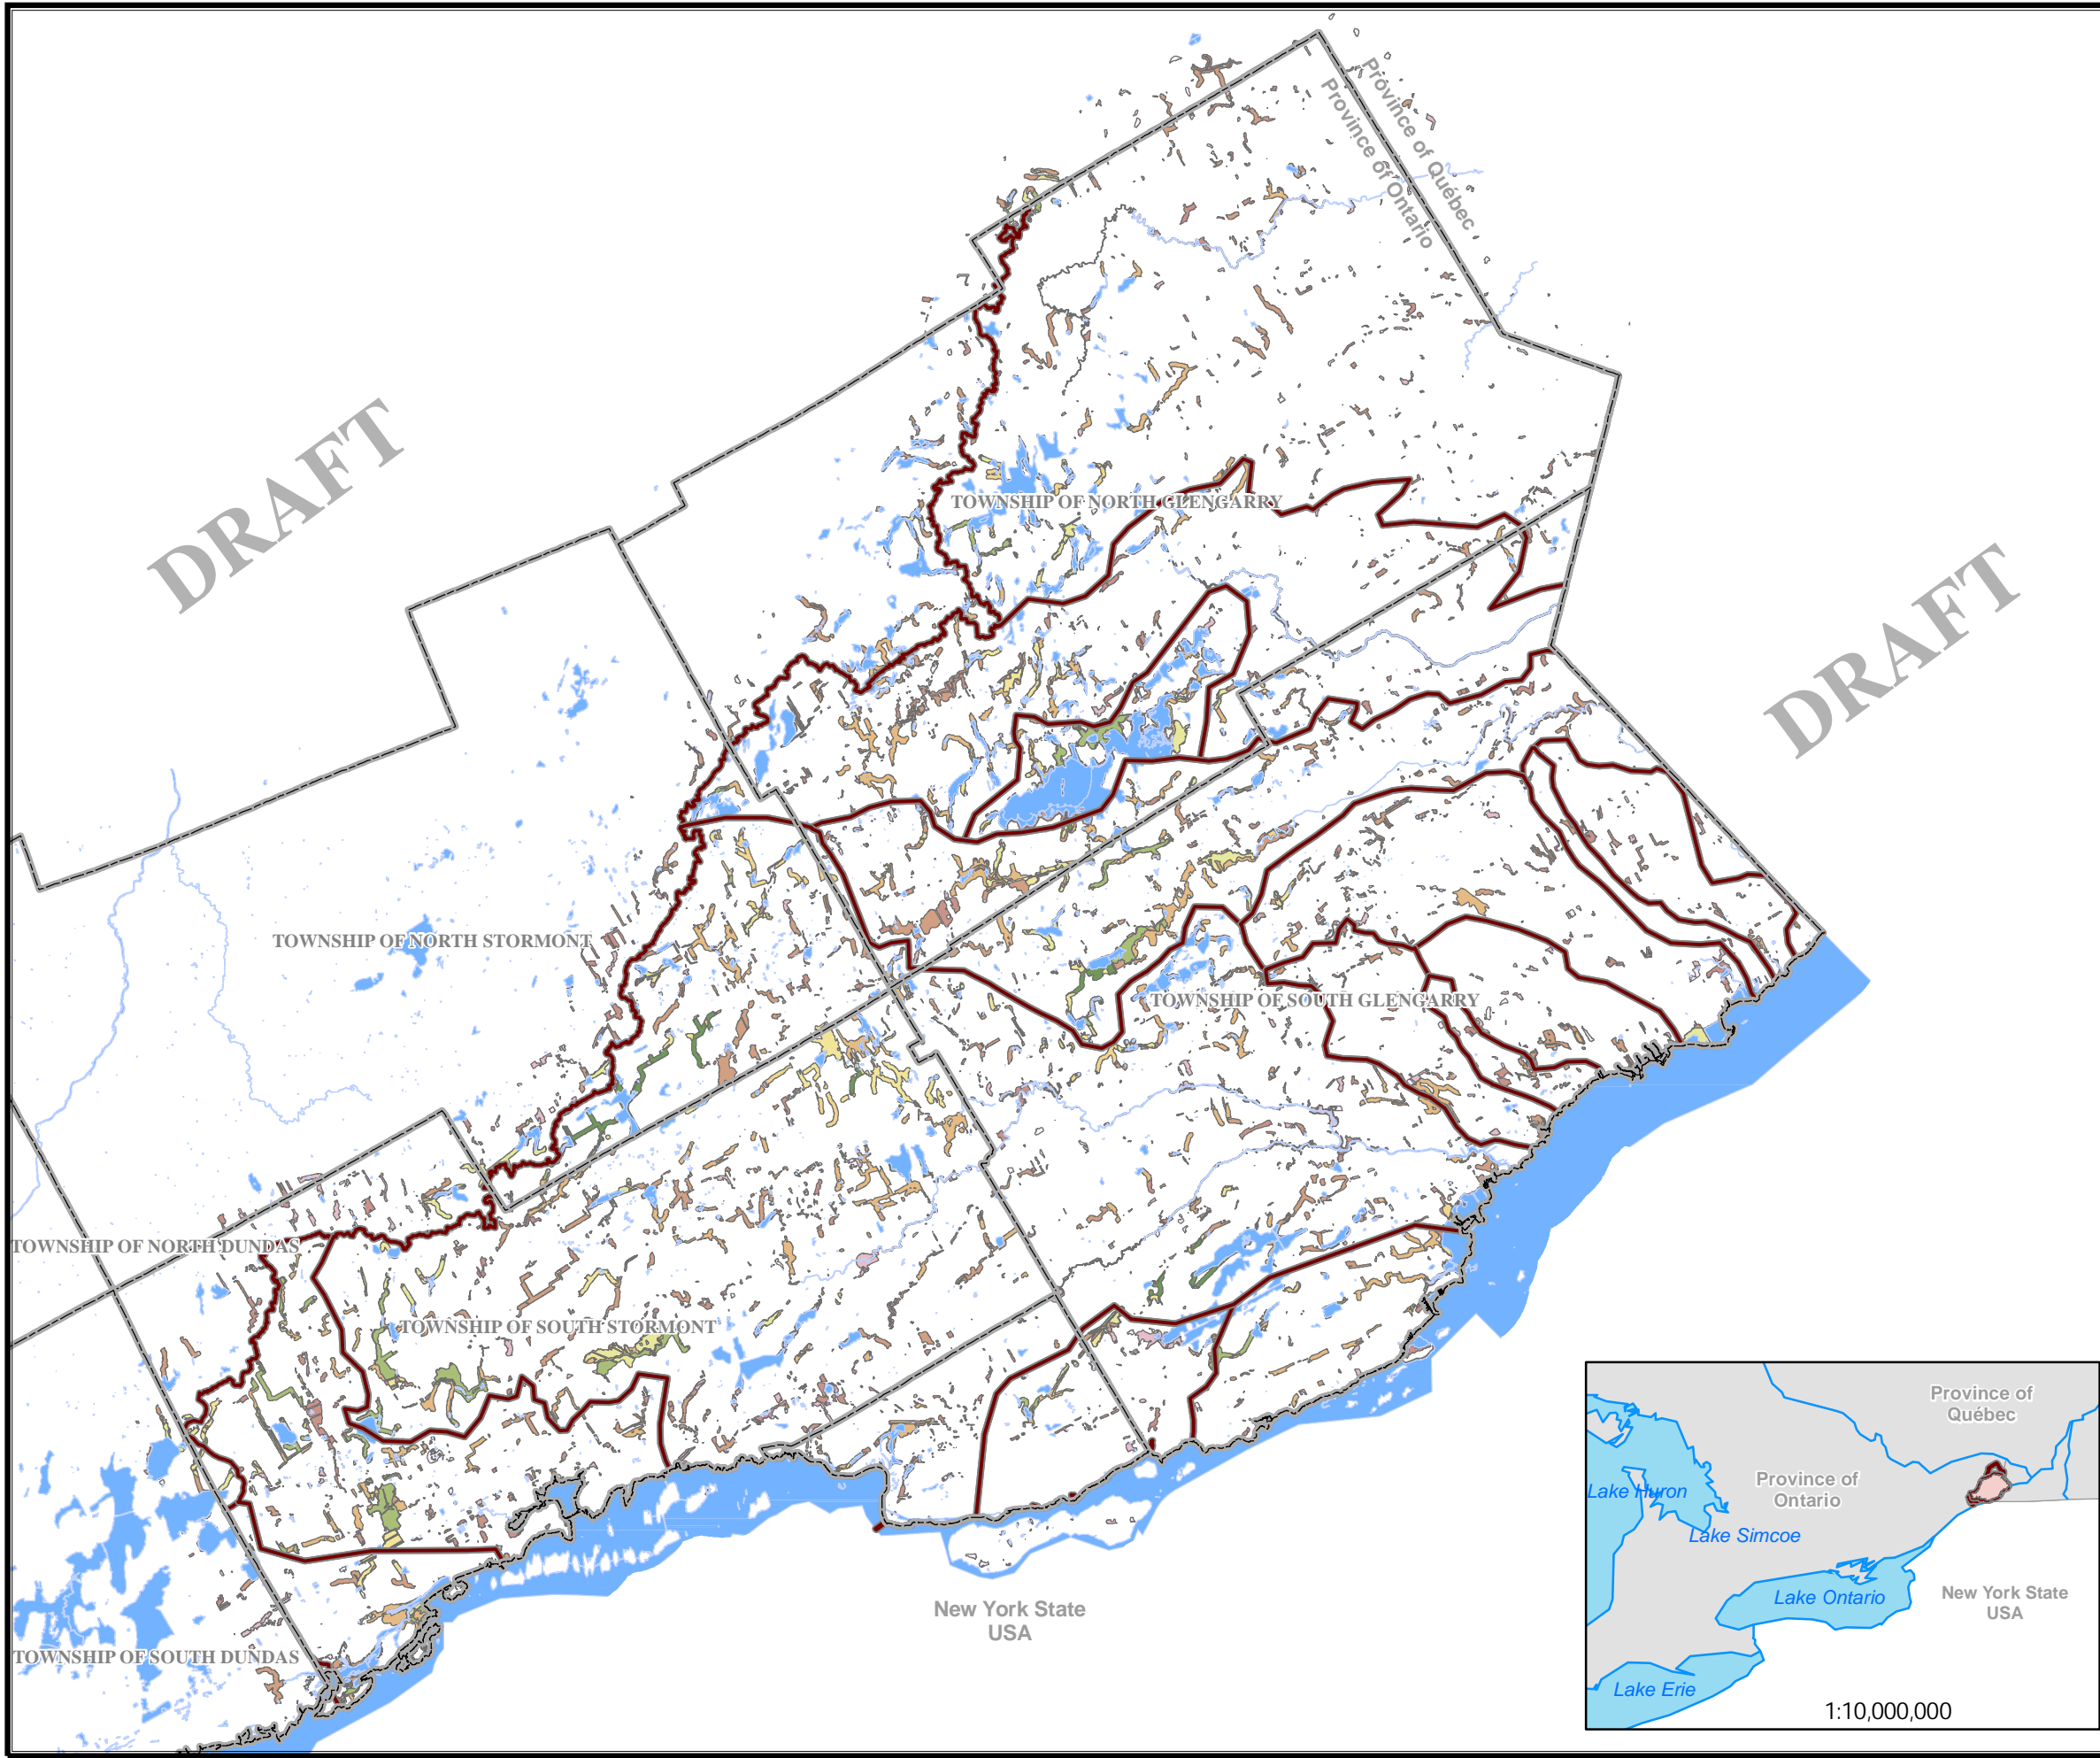 Province of Québec
Province of Ontario
DRAFT
TOWNSHIP OF NORTH GLENGARRY
DRAFT
TOWNSHIP OF NORTH STORMONT
TOWNSHIP OF SOUTH GLENGARRY
TOWNSHIP OF NORTH DUNDAS
TOWNSHIP OF SOUTH STORMONT
TOWNSHIP OF SOUTH DUNDAS
New York State
USA
Province of
Québec
Province of
Ontario
Lake Huron
Lake Simcoe
Lake Ontario
New York State
USA
Lake Erie
1:10,000,000